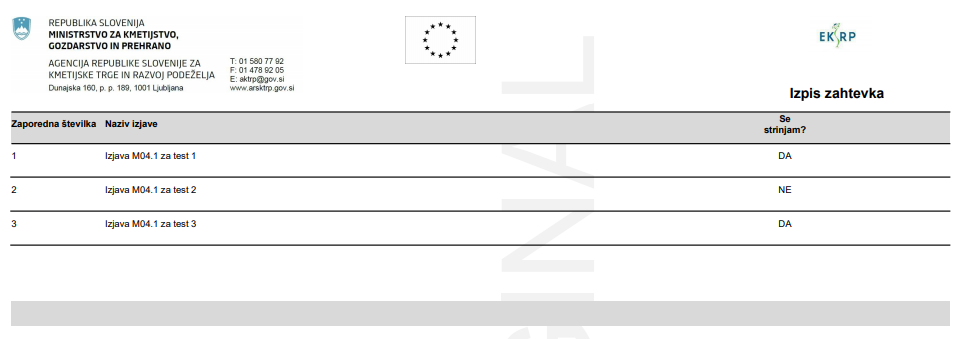 REPUBLIKA SLOVENIJA
MINISTRSTVO ZA KMETIJSTVO,
GOZDARSTVO IN PREHRANO
AGENCIJA REPUBLIKE SLOVENIJE ZA
KMETIJSKE TRGE IN RAZVOJ PODEŽELJA
Dunajska 160, p. p. 189, 1001 Ljubljana
T: 01 580 77 92
F: 01 478 92 05
E: aktrp@gov.si
www.arsktrp.gov.si
EKSRP
Izpis zahtevka
Zaporedna številka Naziv izjave Se strinjam?
1 Izjava M04.1 za test 1 DA
2 Izjava M04.1 za test 2 NE
3 Izjava M04.1 za test 3 DA